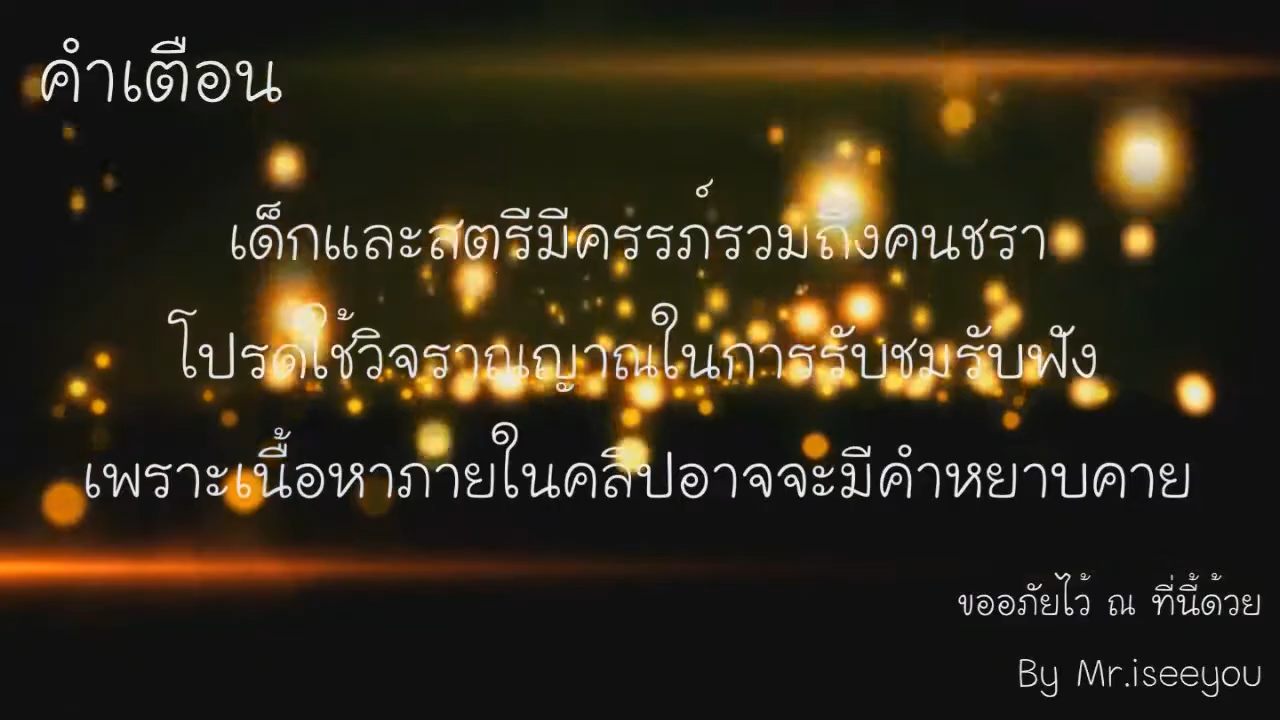 คำเตือน
เด็กและสตรีมีครรภ์รวมถึงคนชรา
โปรดใช้วิจราณญาณในการรับชมรับฟัง
เพราะเนื้อหาภายในคลิปอาจจะมีคำหยาบคาย
ขออภัยไว้ ณ ที่นี้ด้วย
By Mr.iseeyou